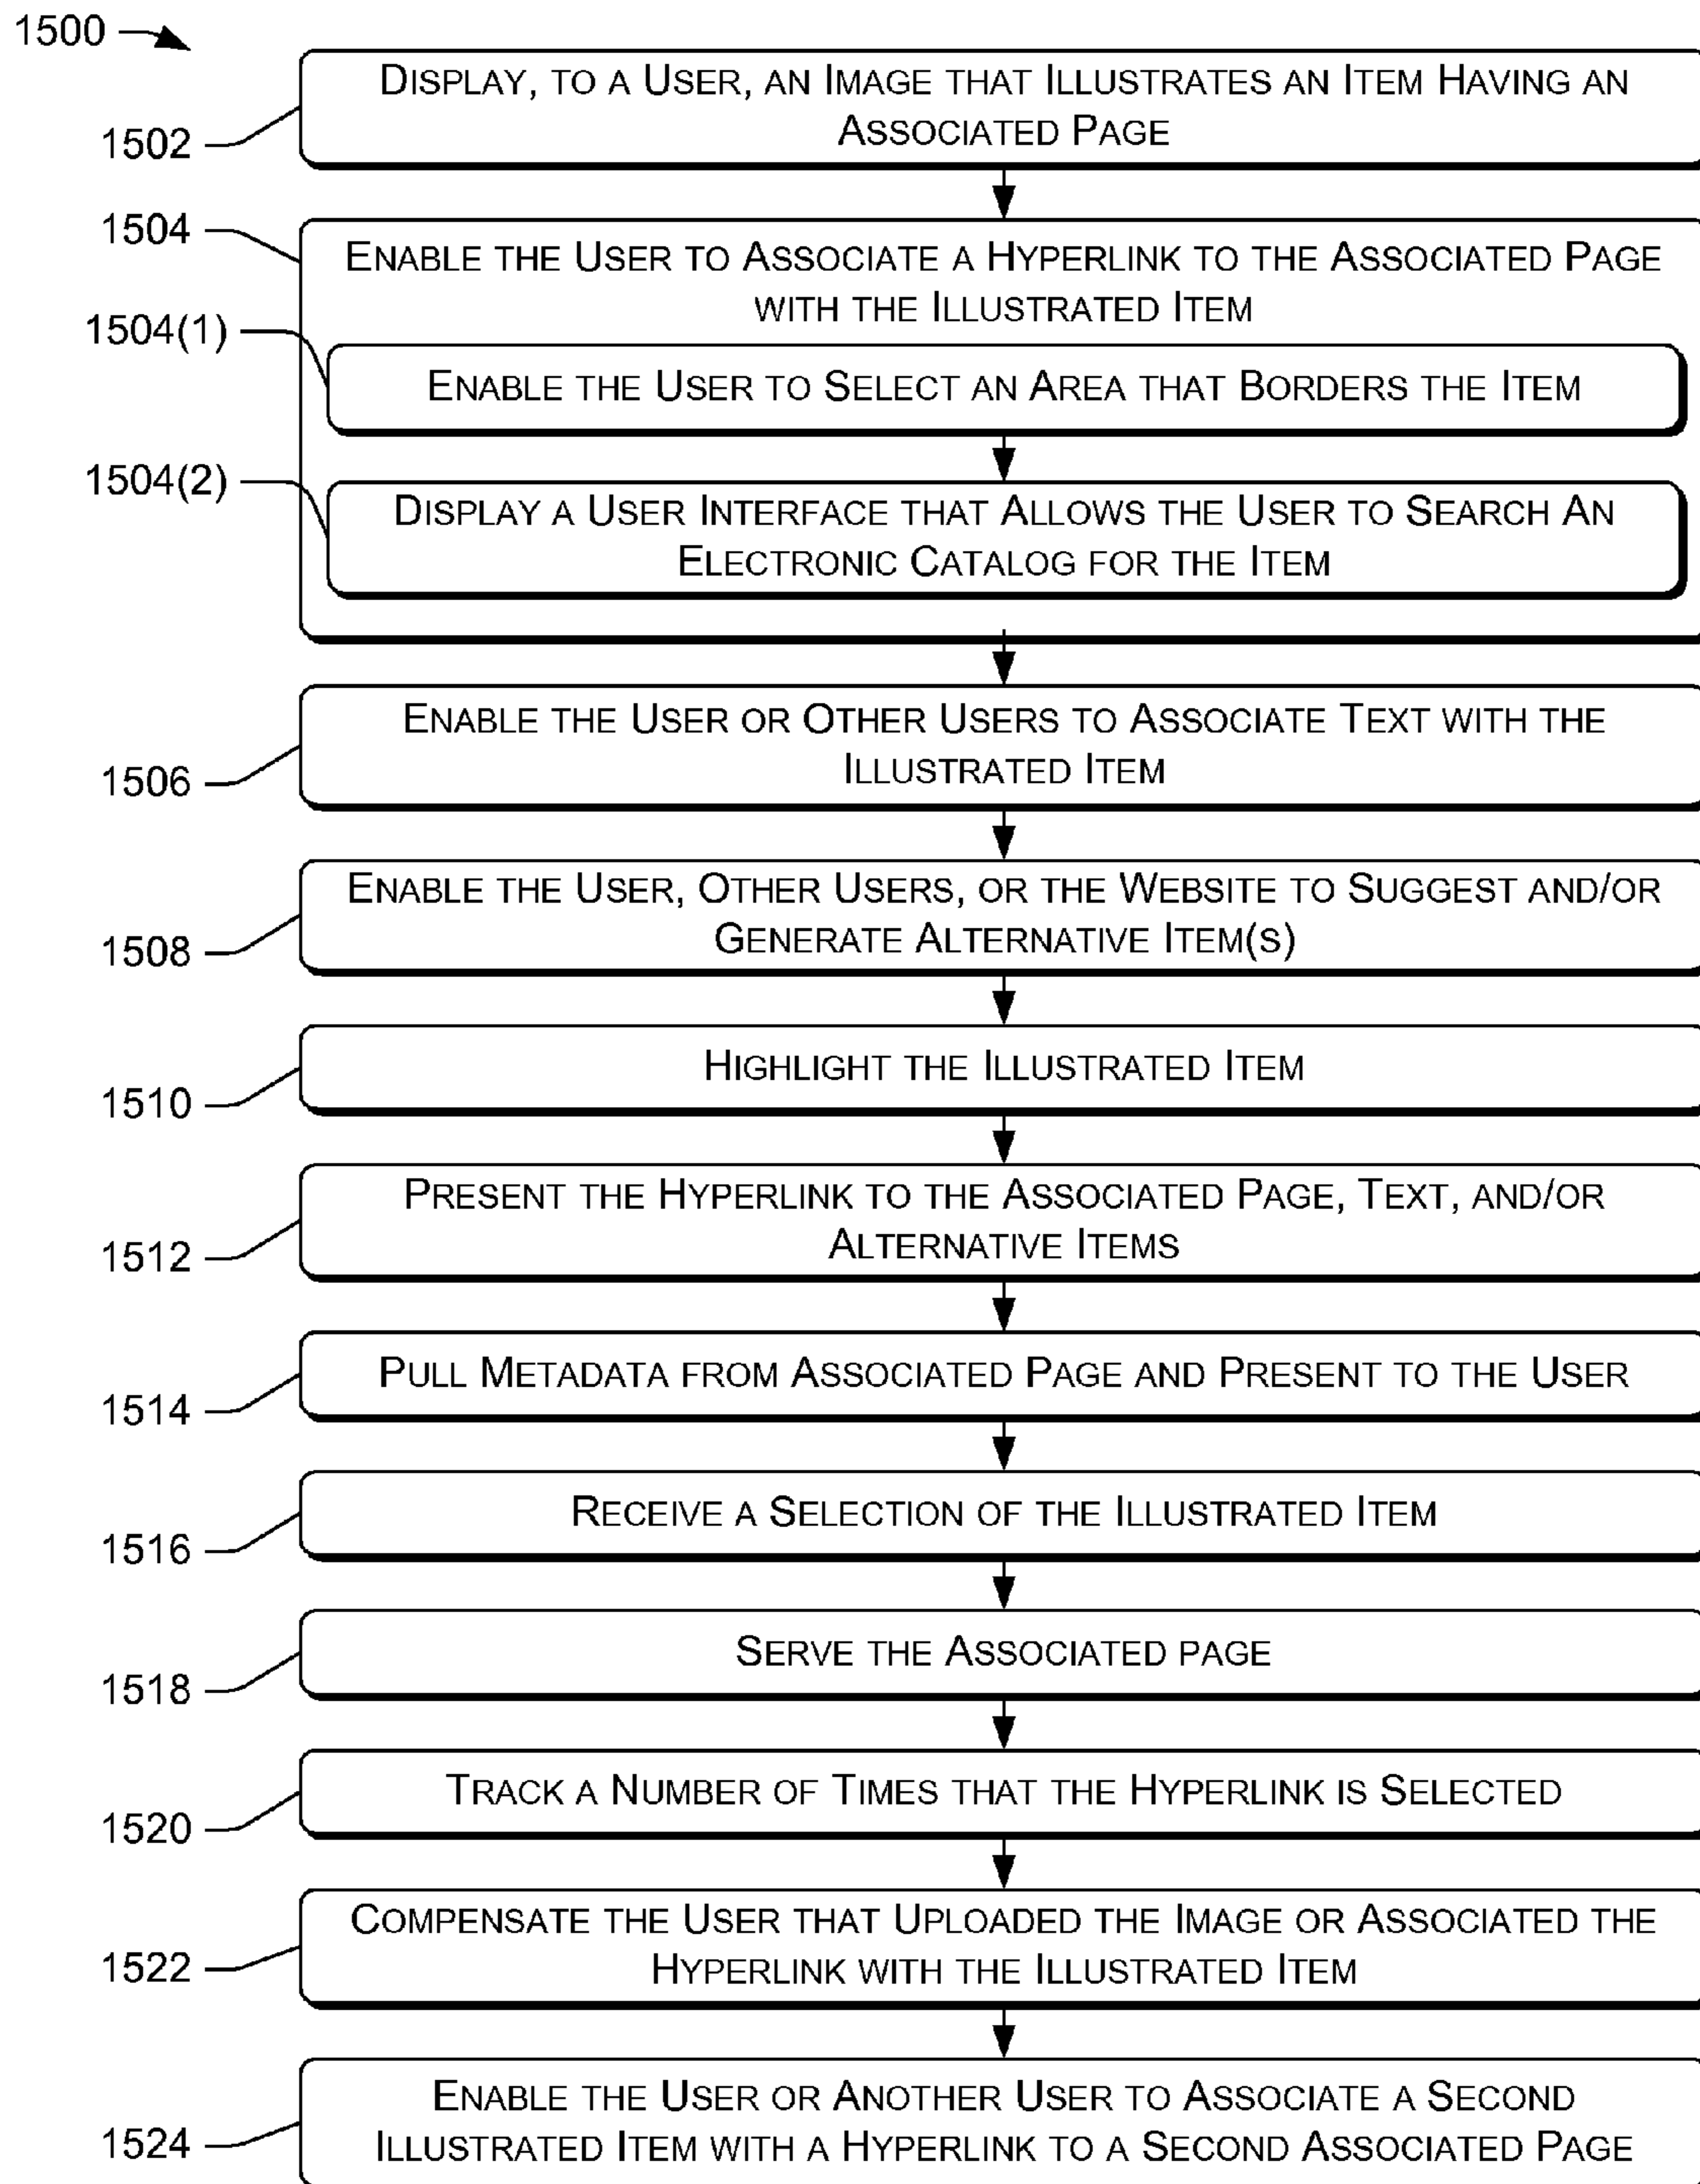 1500
DISPLAY, TO A USER, AN IMAGE THAT ILLUSTRATES AN ITEM HAVING AN
ASSOCIATED PAGE
1502
1504
ENABLE THE USER TO ASSOCIATE A HYPERLINK TO THE ASSOCIATED PAGE
WITH THE ILLUSTRATED ITEM
1504(1)
ENABLE THE USER TO SELECT AN AREA THAT BORDERS THE ITEM
1504(2)
DISPLAY A USER INTERFACE THAT ALLOWS THE USER TO SEARCH AN
ELECTRONIC CATALOG FOR THE ITEM
ENABLE THE USER OR OTHER USERS TO ASSOCIATE TEXT WITH THE
ILLUSTRATED ITEM
1506
ENABLE THE USER, OTHER USERS, OR THE WEBSITE TO SUGGEST AND/OR
GENERATE ALTERNATIVE ITEM(S)
1508
HIGHLIGHT THE ILLUSTRATED ITEM
1510
PRESENT THE HYPERLINK TO THE ASSOCIATED PAGE, TEXT, AND/OR
ALTERNATIVE ITEMS
1512
PULL METADATA FROM ASSOCIATED PAGE AND PRESENT TO THE USER
1514
RECEIVE A SELECTION OF THE ILLUSTRATED ITEM
1516
SERVE THE ASSOCIATED PAGE
1518
TRACK A NUMBER OF TIMES THAT THE HYPERLINK IS SELECTED
1520
COMPENSATE THE USER THAT UPLOADED THE IMAGE OR ASSOCIATED THE
HYPERLINK WITH THE ILLUSTRATED ITEM
1522
ENABLE THE USER OR ANOTHER USER TO ASSOCIATE A SECOND
ILLUSTRATED ITEM WITH A HYPERLINK TO A SECOND ASSOCIATED PAGE
1524